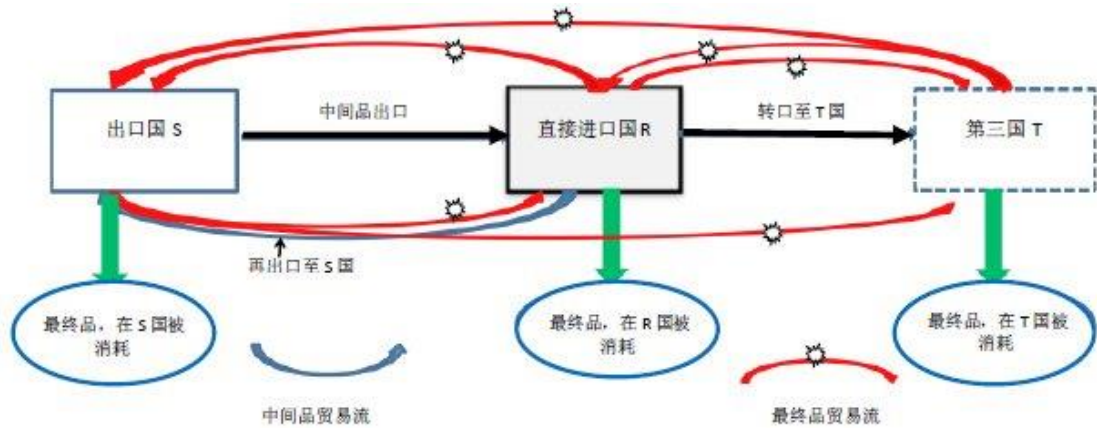 中间品出口
转口至 T 国
出口国 S
直接进口国 R
第三国 T
再出口至 S 国
最终品，在 S 国被
消耗
最终品，在 R 国被
消耗
最终品，在 T 国被
消耗
中间品贸易流
最终品贸易流